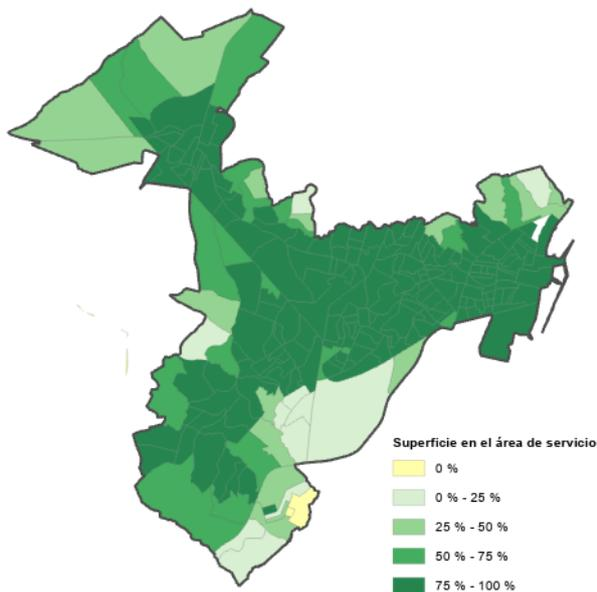 Superficie en el área de servicio
0 %
0 % - 25 %
25 % - 50 %
50 % - 75 %
75 % - 100 %